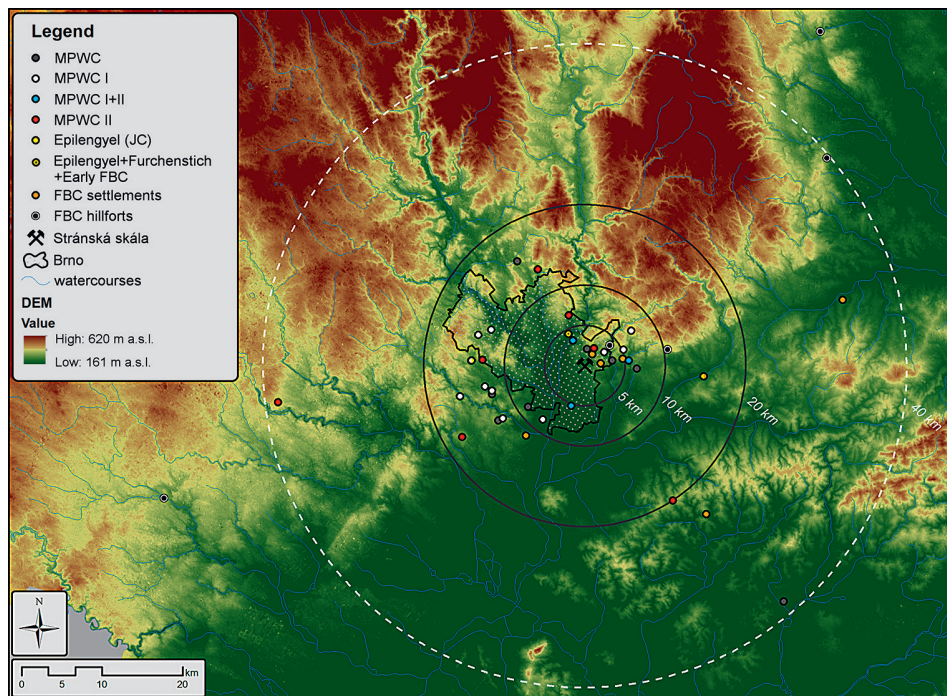 Legend
MPWC
MPWC I
MPWC I+II
MPWC II
Epilengyel (JC)
Epilengyel+Furchenstich
+Early FBC
FBC settlements
FBC hillforts
Stránská skála
Brno
watercourses
DEM
Value
High: 620 m a.s.l.
Low: 161 m a.s.l.
5 km
10 km
20 km
40 km
N
km
0 5 10 20